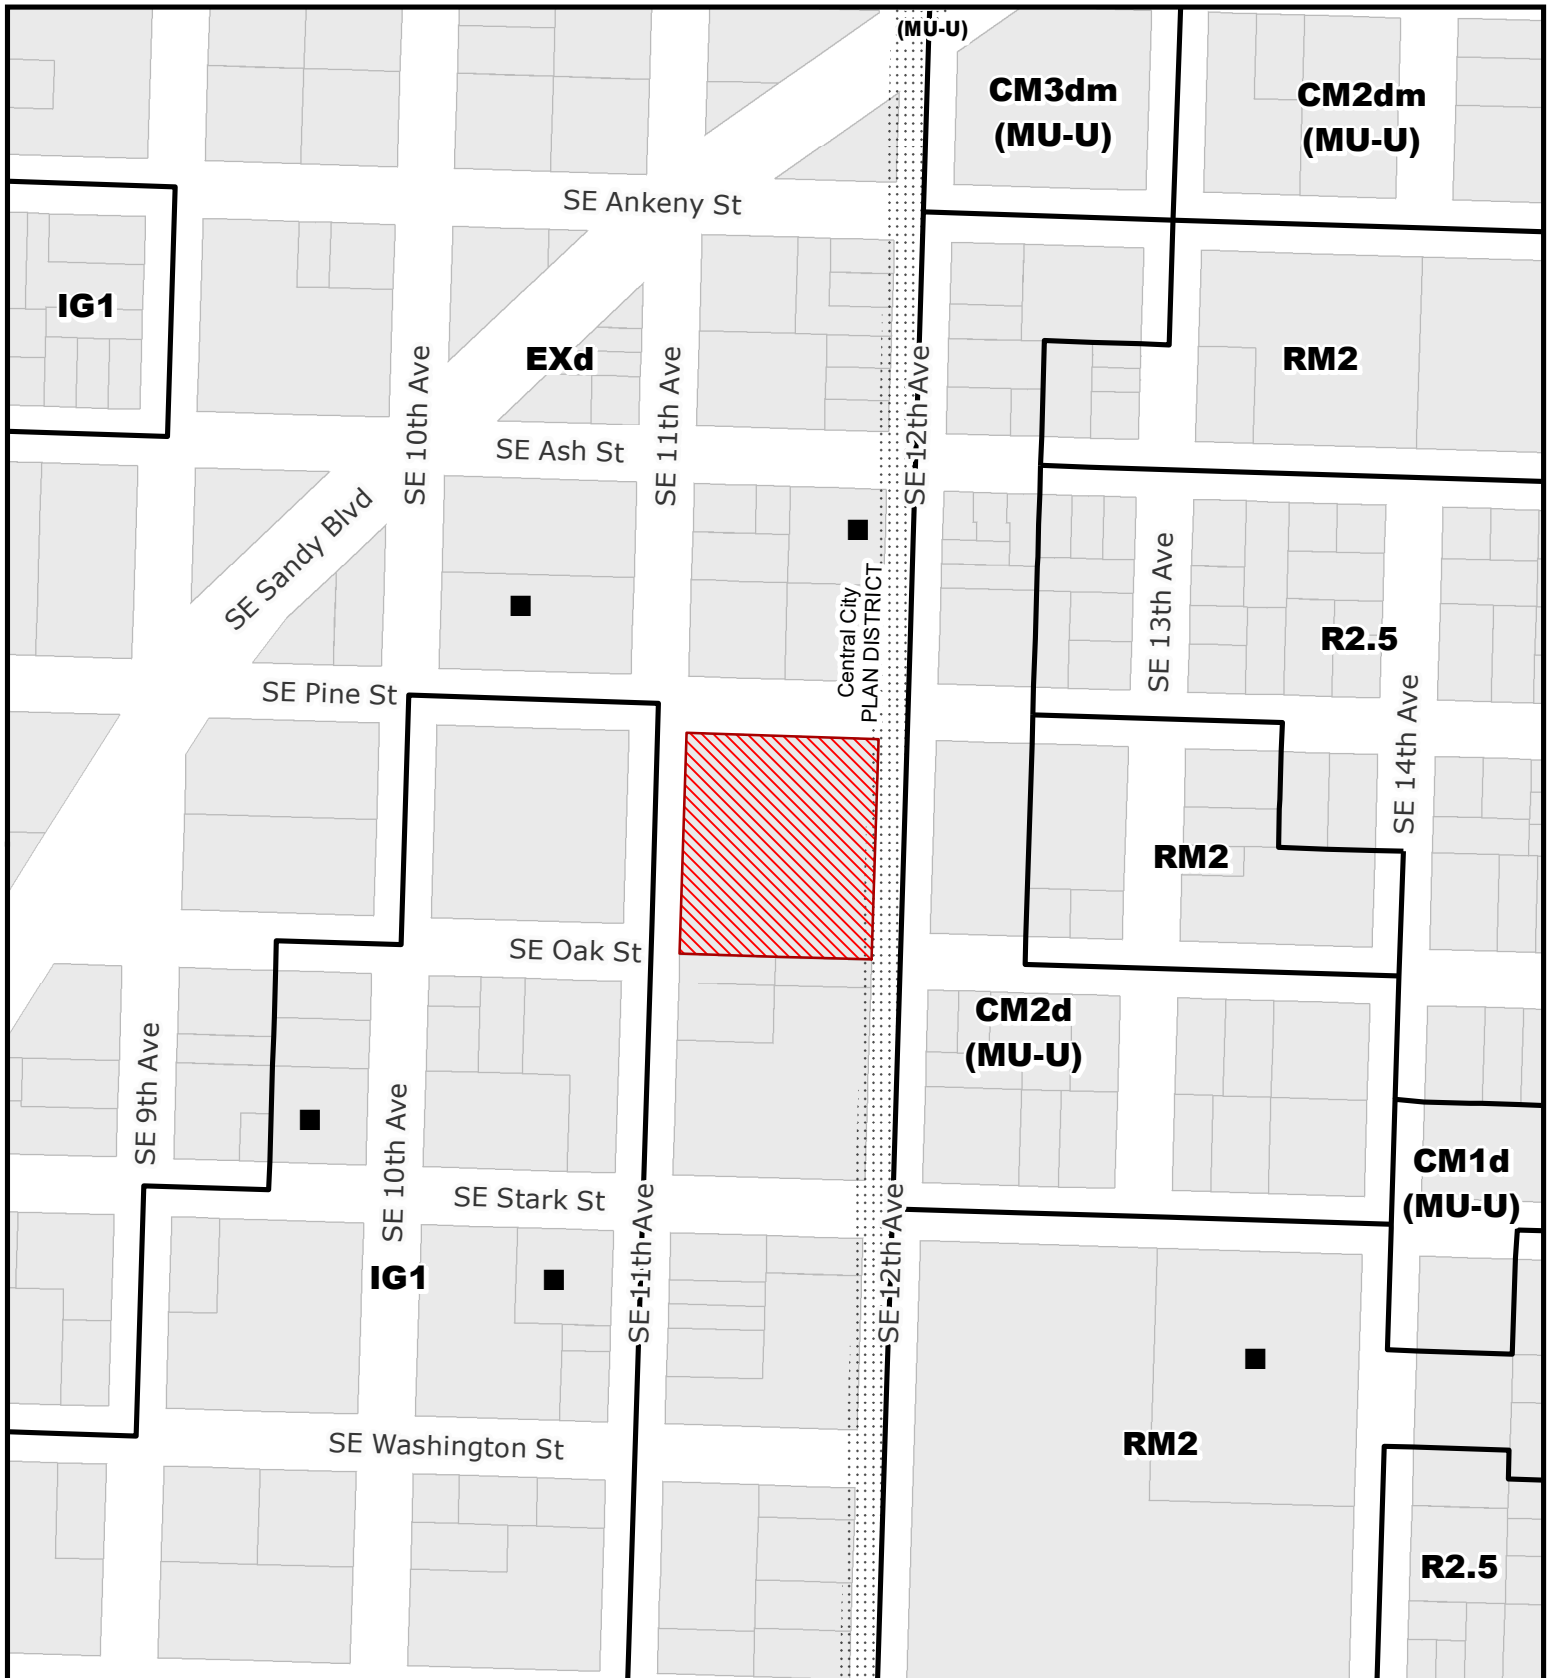 (MU-U)
CM3dm
(MU-U)
CM2dm
(MU-U)
SE Ankeny St
IG1
EXd
RM2
SE 10th Ave
SE 11th Ave
SE 12th Ave
SE Ash St
SE Sandy Blvd
SE 13th Ave
Central City
PLAN DISTRICT
R2.5
SE Pine St
SE 14th Ave
RM2
SE Oak St
CM2d
(MU-U)
SE 9th Ave
SE 10th Ave
CM1d
(MU-U)
SE Stark St
SE 11th Ave
SE 12th Ave
IG1
SE Washington St
RM2
R2.5